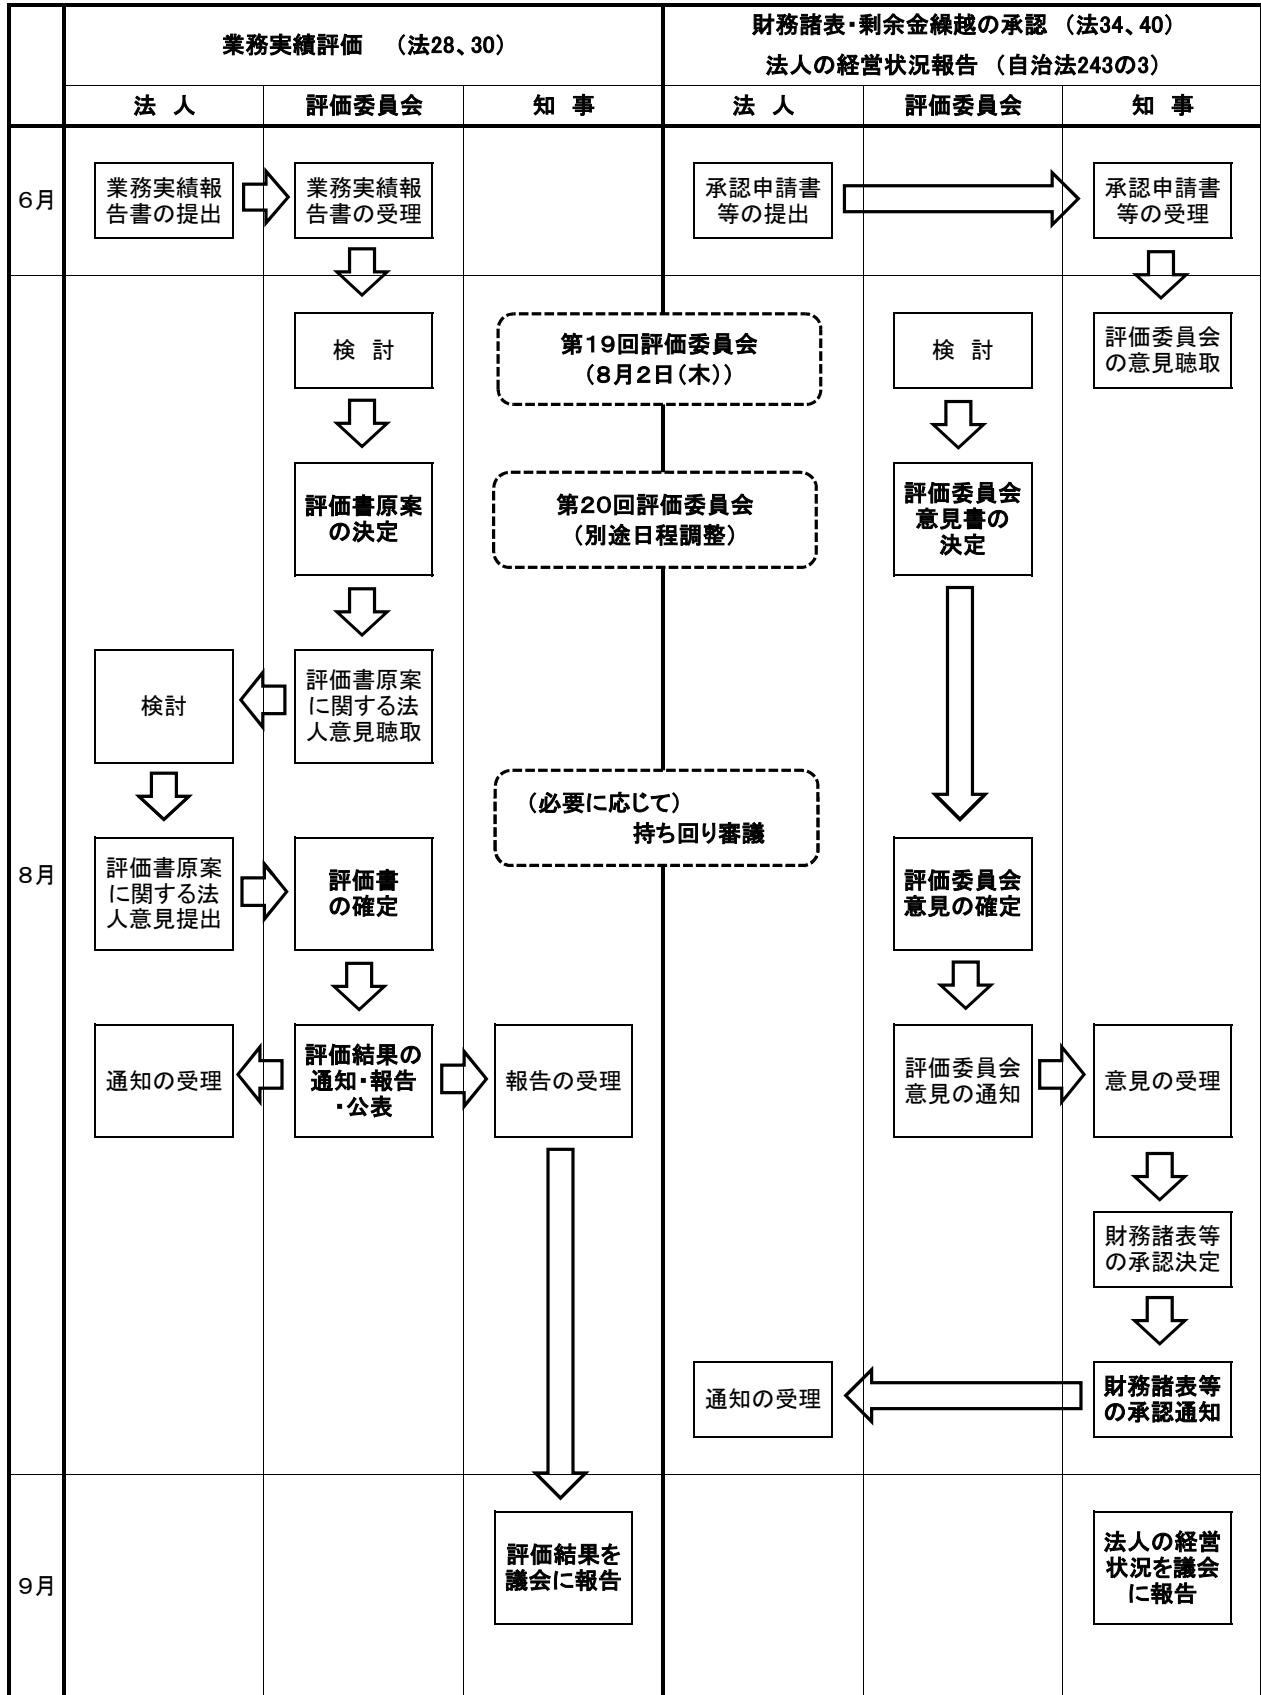 業務実績評価　（法28、30）
財務諸表・剰余金繰越の承認（法34、40）
法人の経営状況報告（自治法243の3）
法　人
評価委員会
知　事
法　人
評価委員会
知　事
６月
業務実績報
告書の提出
業務実績報
告書の受理
承認申請書
等の提出
承認申請書
等の受理
８月
検　討
第１９回評価委員会
（８月２日（木））
検　討
評価委員会
の意見聴取
評価書原案
の決定
第２０回評価委員会
（別途日程調整）
評価委員会
意見書の
決定
検討
評価書原案
に関する法
人意見聴取
（必要に応じて）
持ち回り審議
評価書原案
に関する法
人意見提出
評価書
の確定
評価委員会
意見の確定
通知の受理
評価結果の
通知・報告
・公表
報告の受理
評価委員会
意見の通知
意見の受理
財務諸表等
の承認決定
通知の受理
財務諸表等
の承認通知
９月
評価結果を
議会に報告
法人の経営
状況を議会
に報告